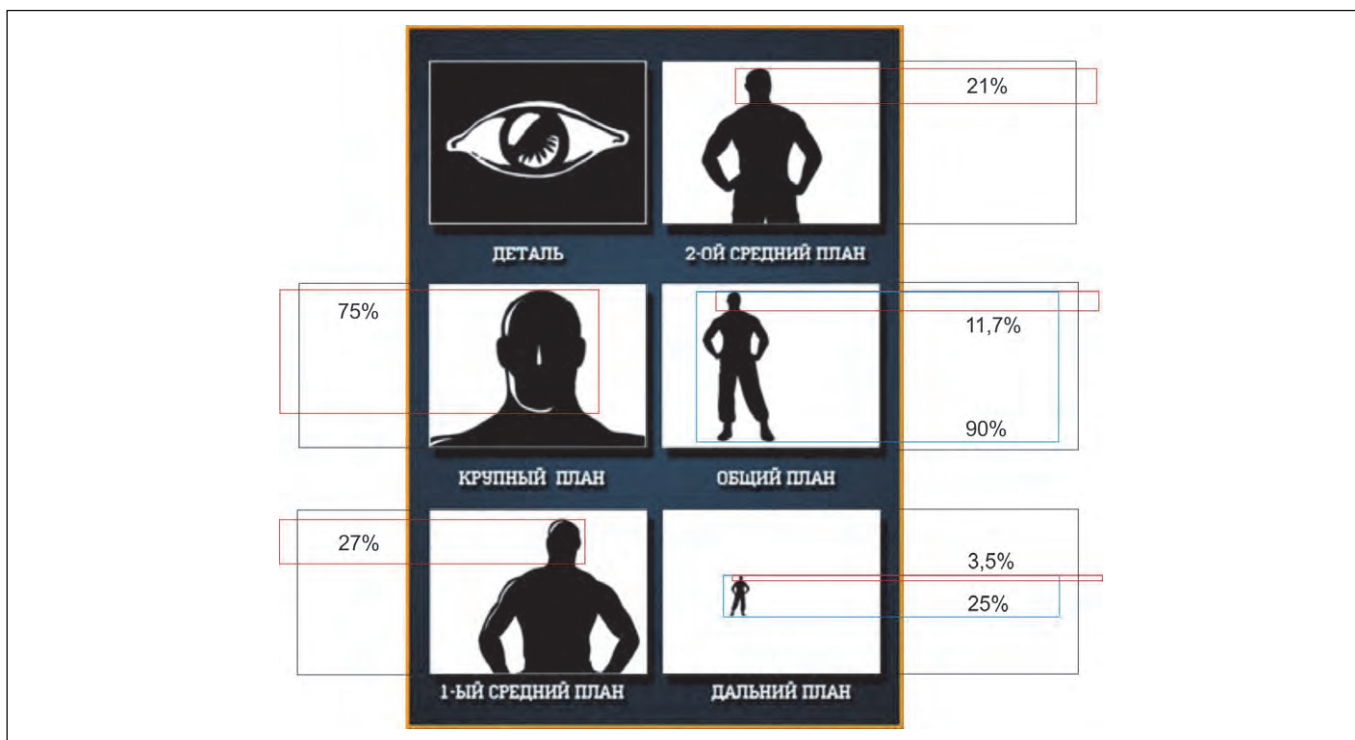 21%
ДЕТАЛЬ
2-ОЙ СРЕДНИЙ ПЛАН
75%
11,7%
90%
КРУПНЫЙ ПЛАН
ОБЩИЙ ПЛАН
27%
3,5%
25%
1-ЫЙ СРЕДНИЙ ПЛАН
ДАЛЬНИЙ ПЛАН